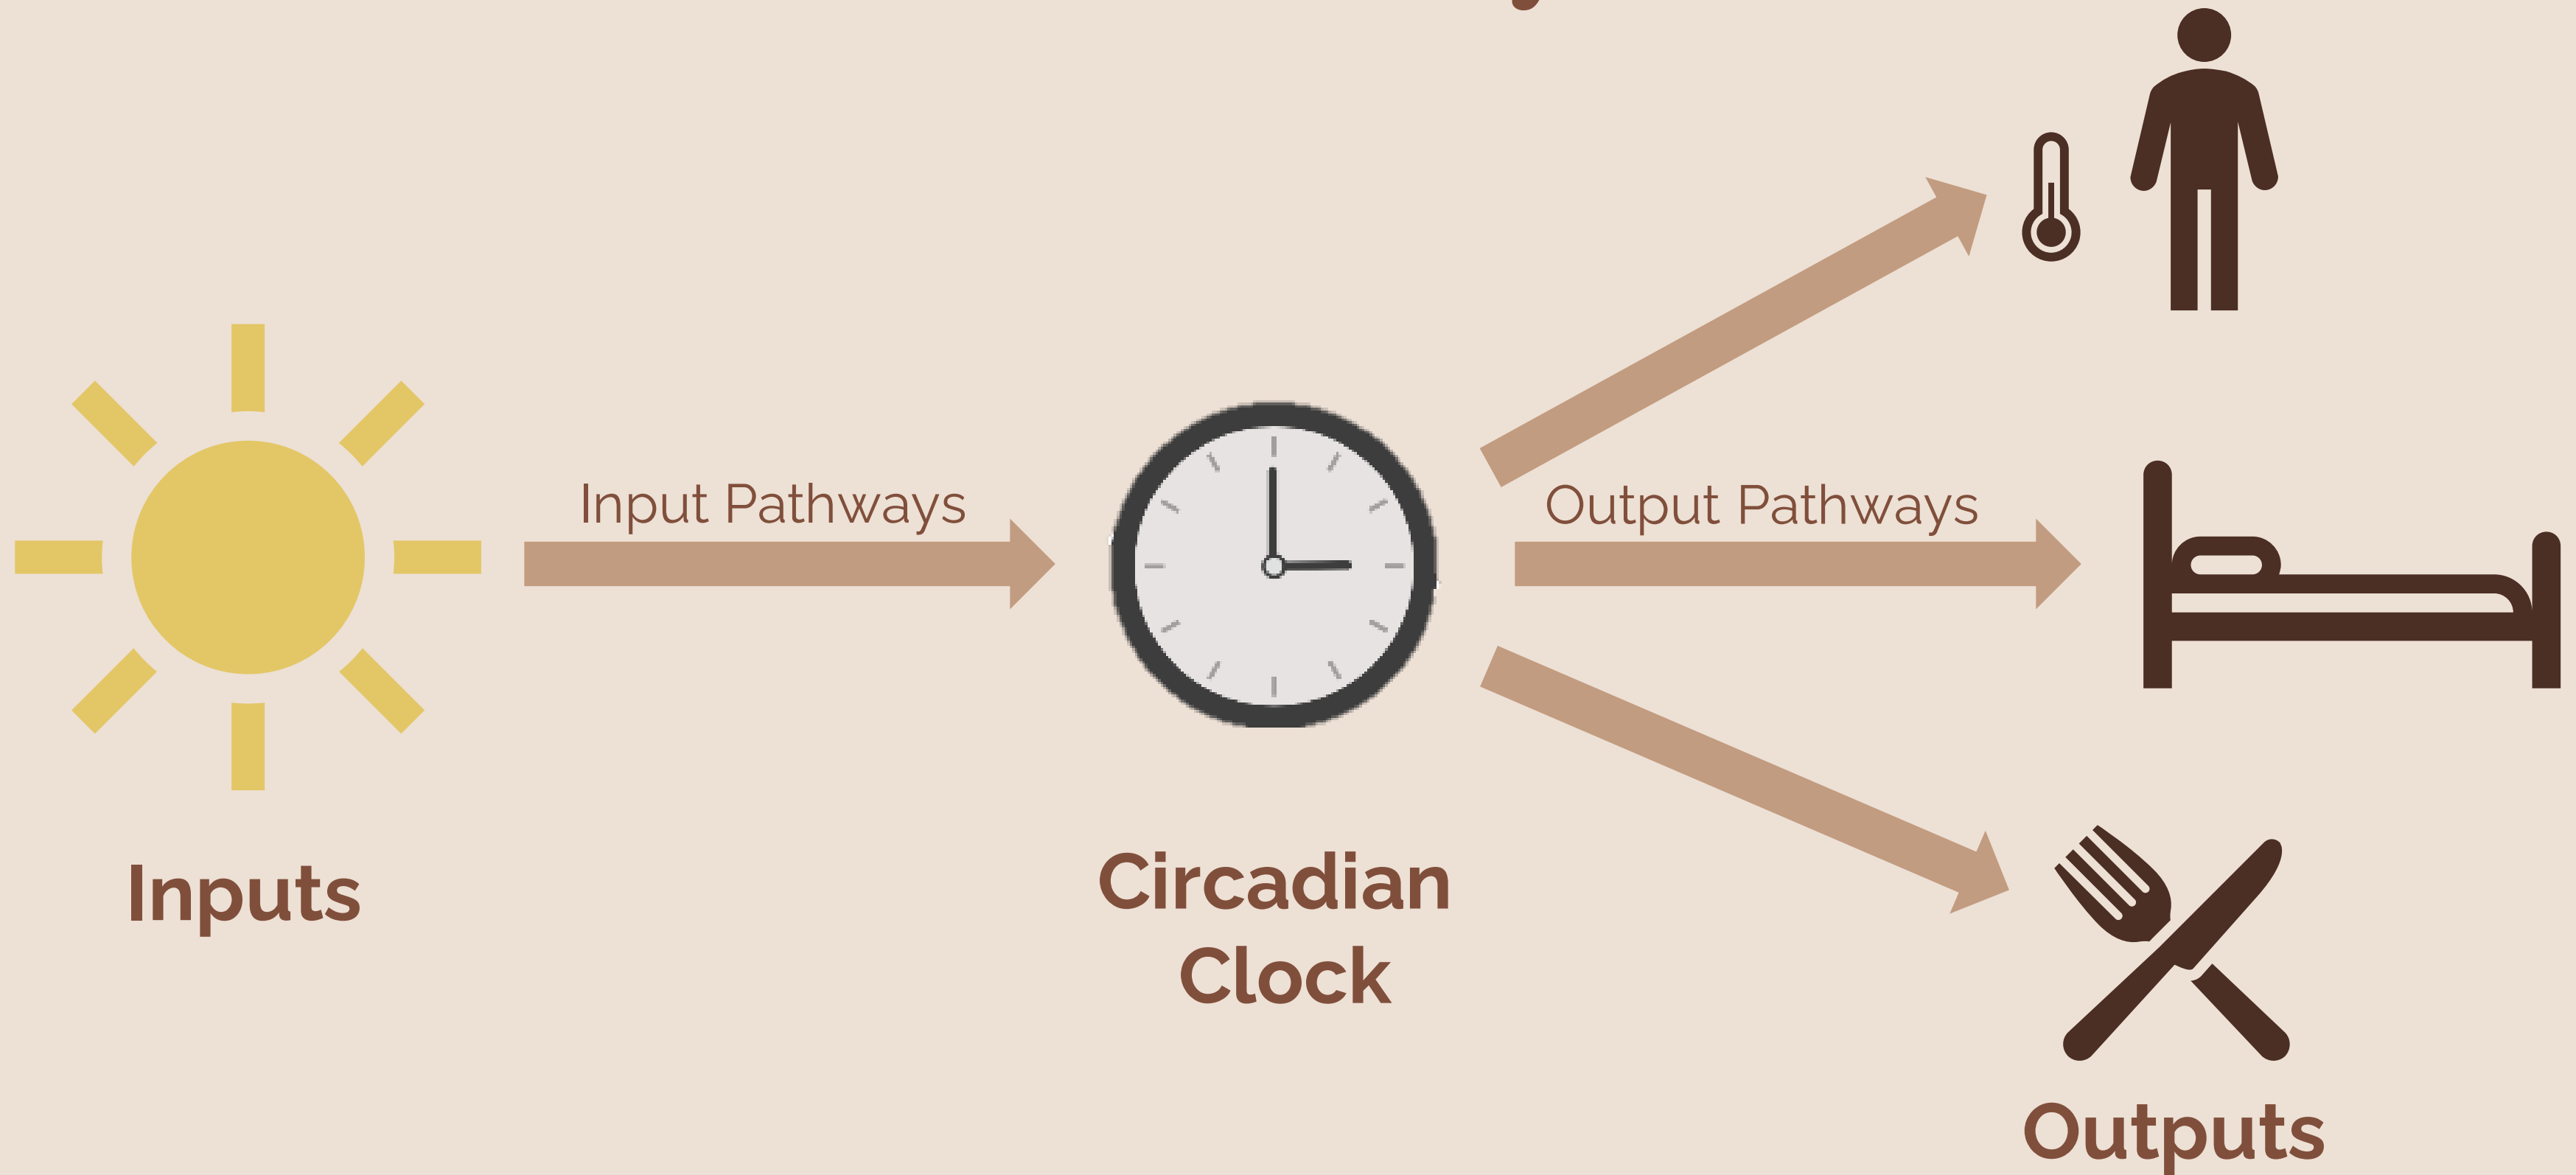 Input Pathways
Output Pathways
Inputs
Circadian
Clock
Outputs